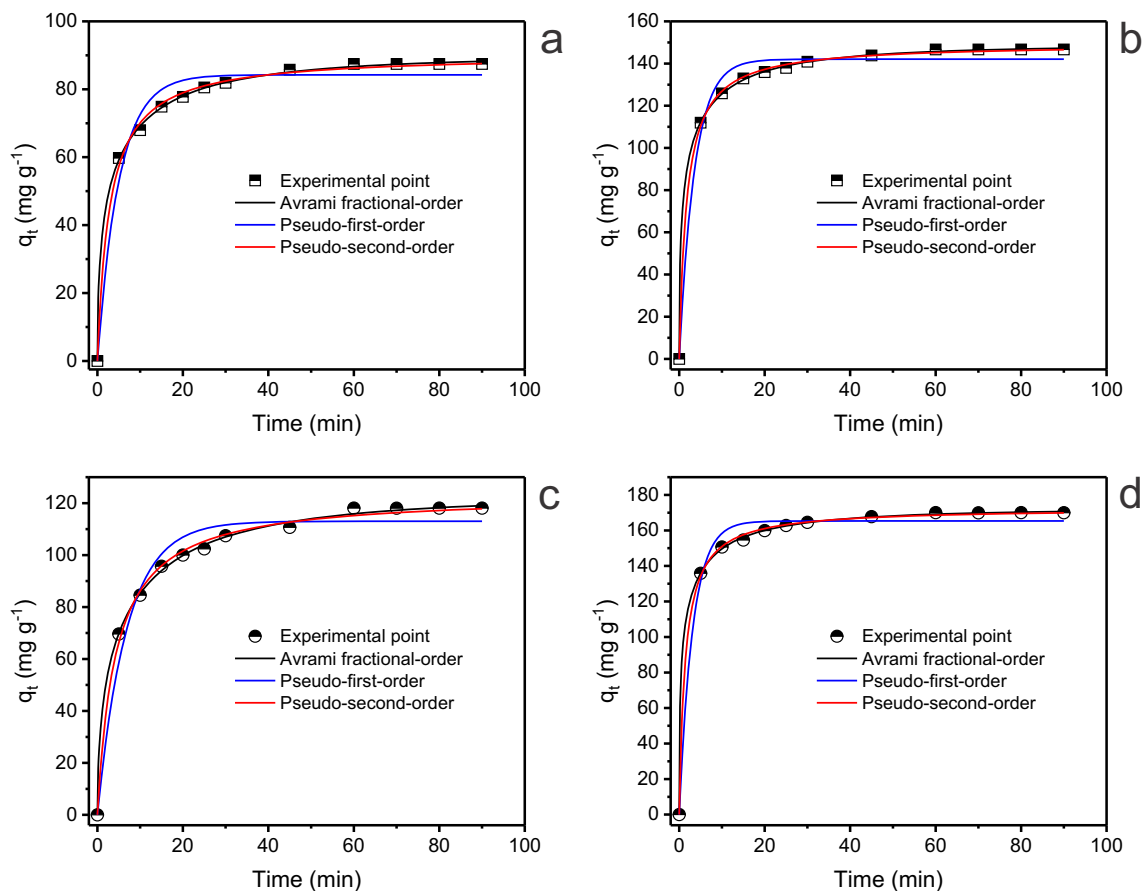 a
100
80
60
40
20
0
q_t (mg g⁻¹)
Experimental point
Avrami fractional-order
Pseudo-first-order
Pseudo-second-order
0 20 40 60 80 100
Time (min)
b
160
140
120
100
80
60
40
20
0
q_t (mg g⁻¹)
Experimental point
Avrami fractional-order
Pseudo-first-order
Pseudo-second-order
0 20 40 60 80 100
Time (min)
c
120
100
80
60
40
20
0
q_t (mg g⁻¹)
Experimental point
Avrami fractional-order
Pseudo-first-order
Pseudo-second-order
0 20 40 60 80 100
Time (min)
d
180
160
140
120
100
80
60
40
20
0
q_t (mg g⁻¹)
Experimental point
Avrami fractional-order
Pseudo-first-order
Pseudo-second-order
0 20 40 60 80 100
Time (min)